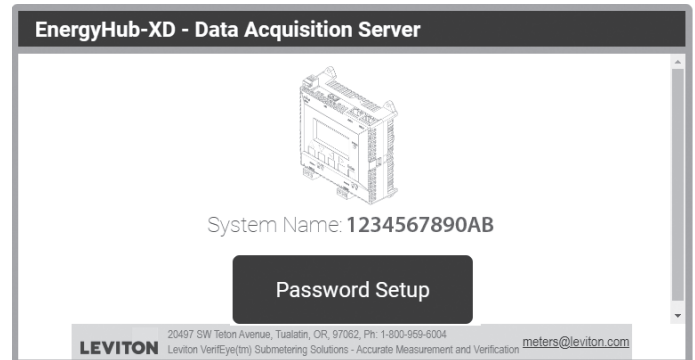 EnergyHub-XD - Data Acquisition Server
System Name: 1234567890AB
Password Setup
LEVITON
20497 SW Teton Avenue, Tualatin, OR, 97062, Ph: 1-800-959-6004
Leviton VerifEye(tm) Submetering Solutions - Accurate Measurement and Verification
meters@leviton.com